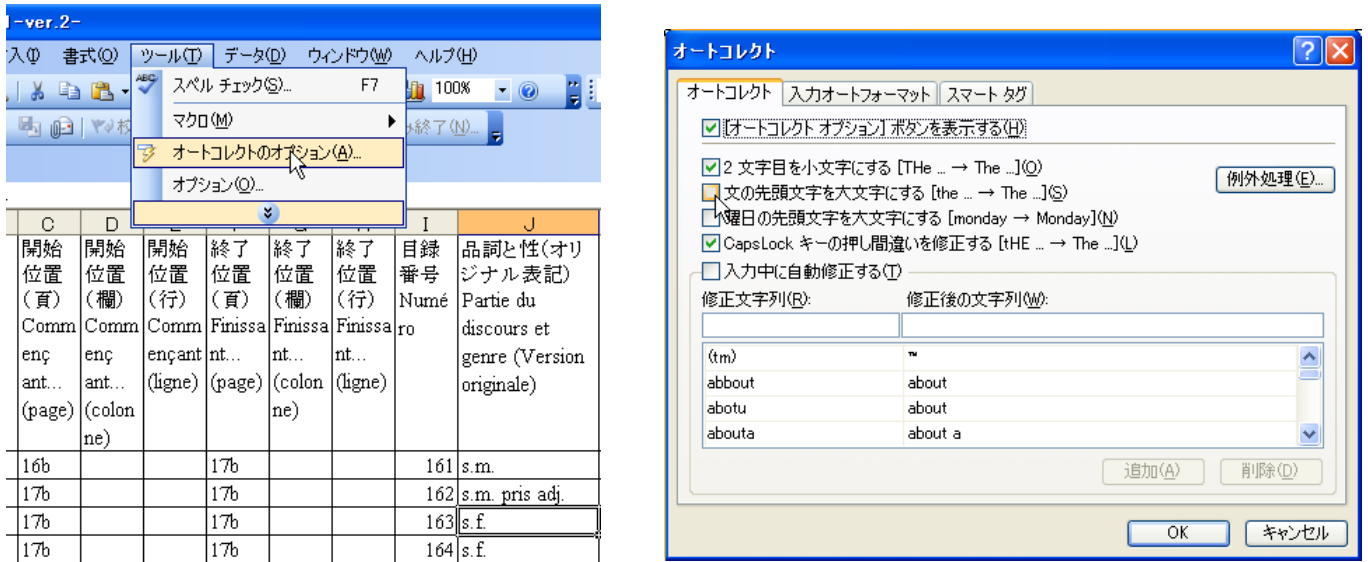 -ver.2-
書式(O) ツール(T) データ(D) ウィンドウ(W) ヘルプ(H)
100%
スペル チェック(S)... F7
マクロ(M)
オートコレクトのオプション(A)...
オプション(O)...
終了(N)...
C D I J
開始位置(頁) Commençant... (page)
開始位置(欄) Commençant... (colonne)
開始位置(行) Commençant (ligne)
終了位置(頁) Finissant... (page)
終了位置(欄) Finissant... (colonne)
終了位置(行) Finissant... (ligne)
目録番号 Numéro
品詞と性(オリジナル表記) Partie du discours et genre (Version originale)
16b 17b 161 s.m.
17b 17b 162 s.m. pris adj.
17b 17b 163 s.f.
17b 17b 164 s.f.
オートコレクト
オートコレクト 入力オートフォーマット スマート タグ
[オートコレクト オプション] ボタンを表示する(H)
2 文字目を小文字にする [THe ... → The ...](O)
例外処理(E)...
文の先頭文字を大文字にする [the ... → The ...](S)
曜日の先頭文字を大文字にする [monday → Monday](N)
CapsLock キーの押し間違いを修正する [tHE ... → The ...](L)
入力中に自動修正する(T)
修正文字列(R): 修正後の文字列(W):
(tm) ™
abbout about
abotu about
abouta about a
追加(A) 削除(D)
OK キャンセル